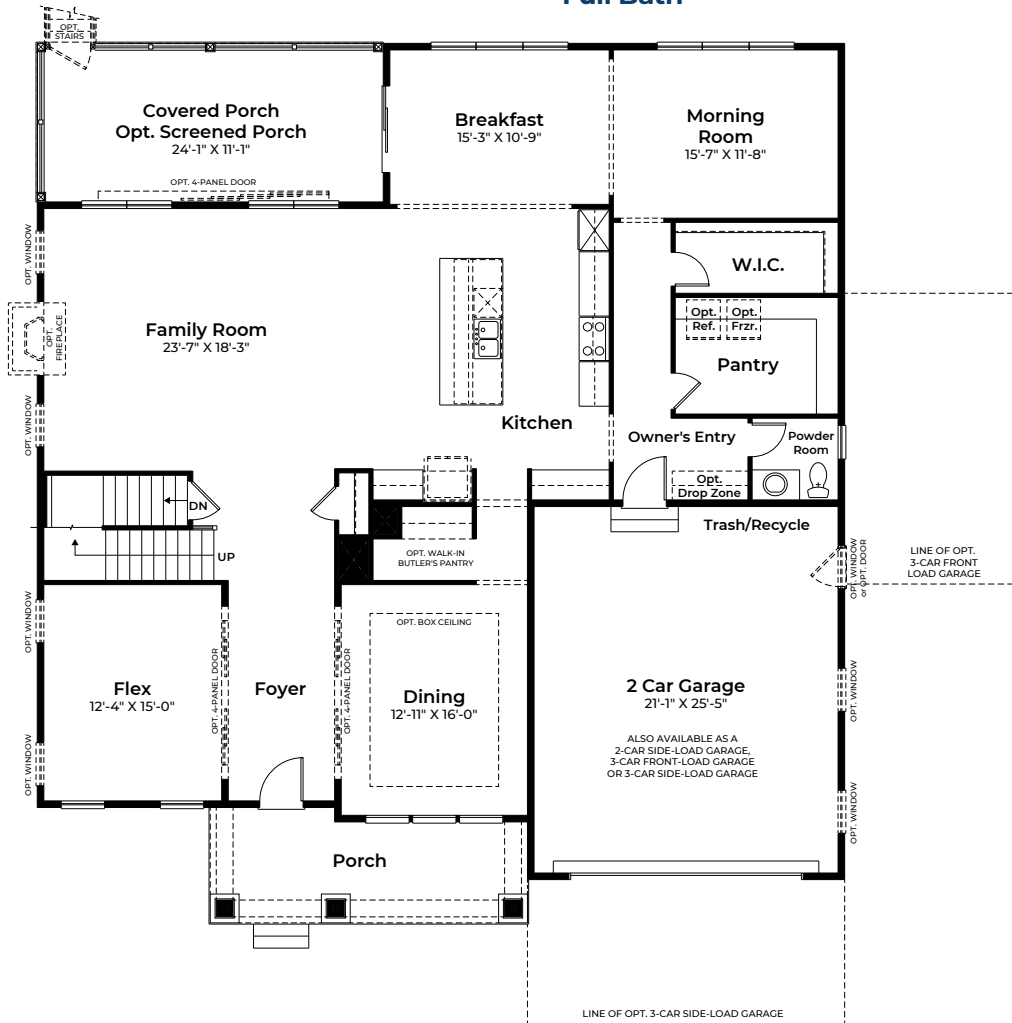 Full Bath
OPT.
STAIRS
Covered Porch
Opt. Screened Porch
24'-1" X 11'-1"
OPT. 4-PANEL DOOR
Breakfast
15'-3" X 10'-9"
Morning
Room
15'-7" X 11'-8"
OPT. WINDOW
W.I.C.
OPT.
FIREPLACE
Family Room
23'-7" X 18'-3"
Opt.
Ref.
Opt.
Frzr.
Pantry
OPT. WINDOW
Kitchen
Owner's Entry
Powder
Room
Opt.
Drop Zone
DN
UP
OPT. WALK-IN
BUTLER'S PANTRY
Trash/Recycle
OPT. WINDOW
or OPT. DOOR
LINE OF OPT.
3-CAR FRONT
LOAD GARAGE
OPT. WINDOW
Flex
12'-4" X 15'-0"
OPT. 4-PANEL DOOR
Foyer
OPT. 4-PANEL DOOR
OPT. BOX CEILING
Dining
12'-11" X 16'-0"
2 Car Garage
21'-1" X 25'-5"
ALSO AVAILABLE AS A
2-CAR SIDE-LOAD GARAGE,
3-CAR FRONT-LOAD GARAGE
OR 3-CAR SIDE-LOAD GARAGE
OPT. WINDOW
OPT. WINDOW
OPT. WINDOW
Porch
LINE OF OPT. 3-CAR SIDE-LOAD GARAGE